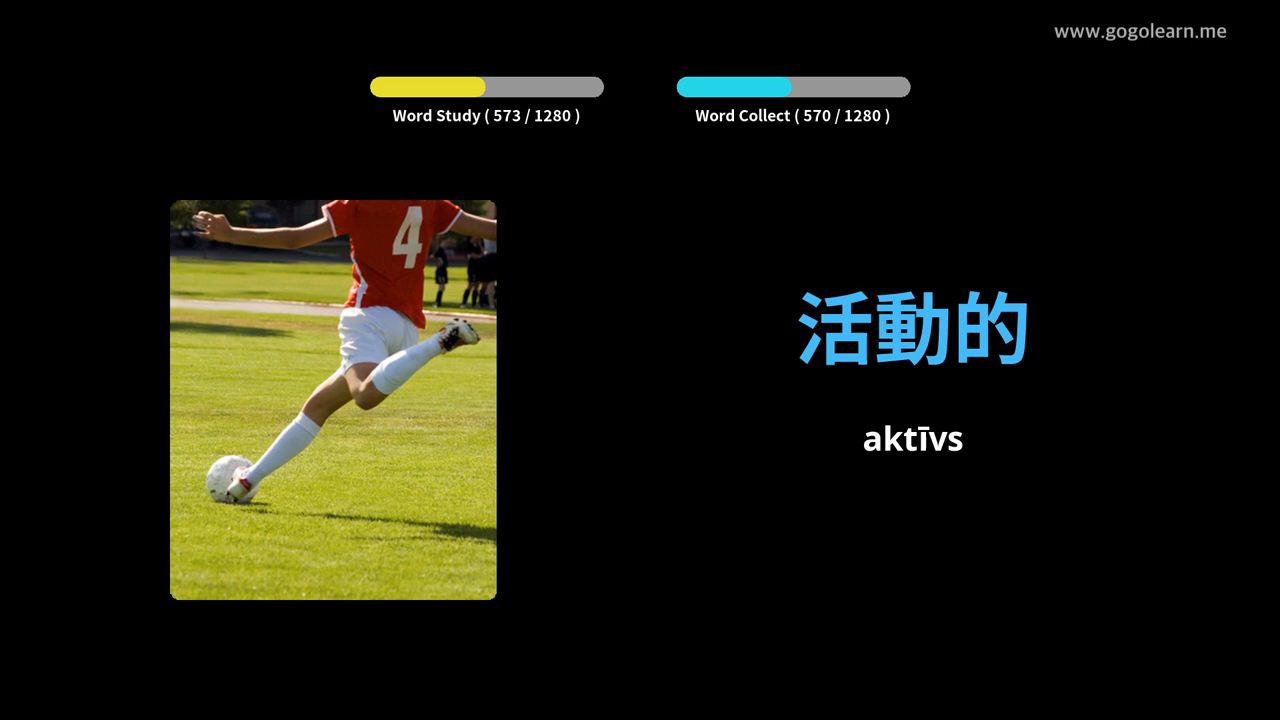 www.gogolearn.me
Word Study ( 573 / 1280 )
Word Collect ( 570 / 1280 )
4
活動的
aktīvs